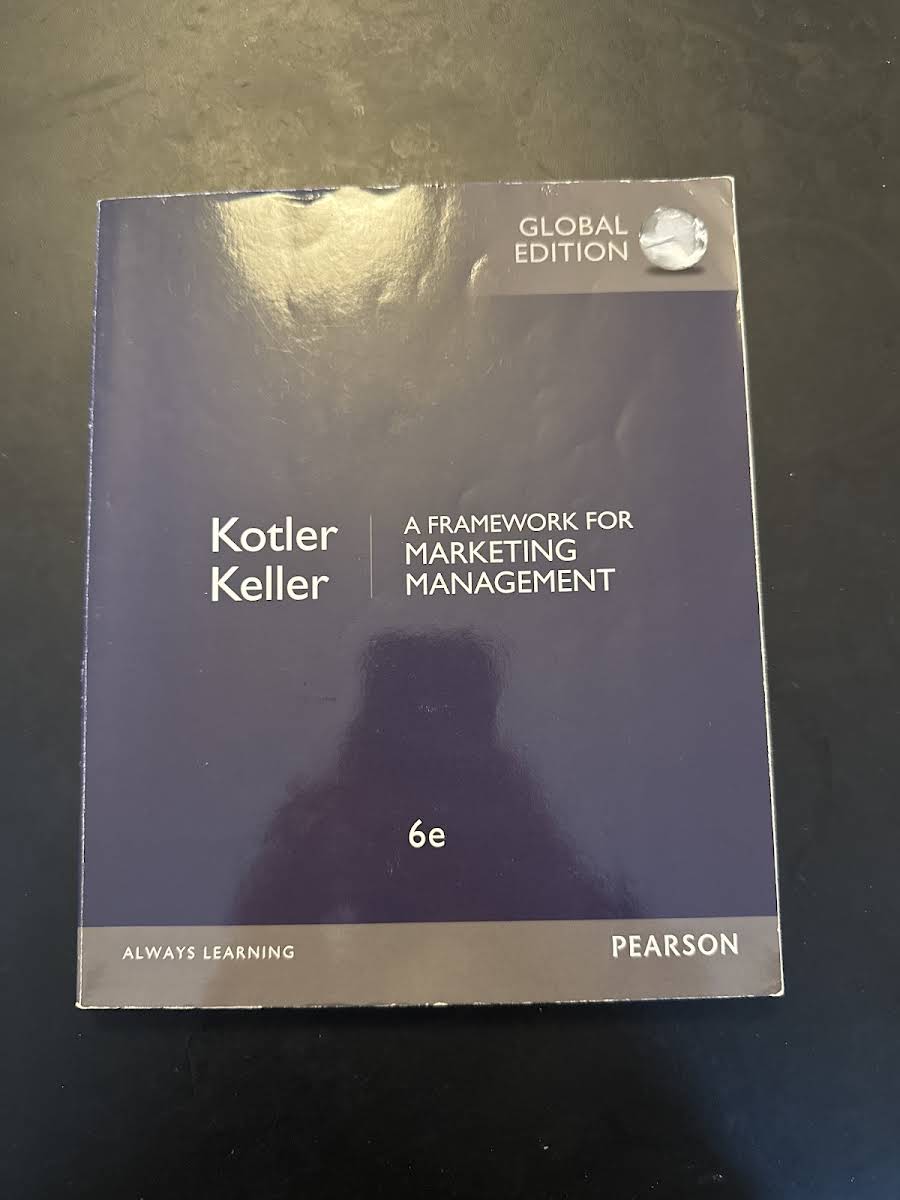 GLOBAL
EDITION
Kotler
Keller
A FRAMEWORK FOR
MARKETING
MANAGEMENT
6e
ALWAYS LEARNING
PEARSON